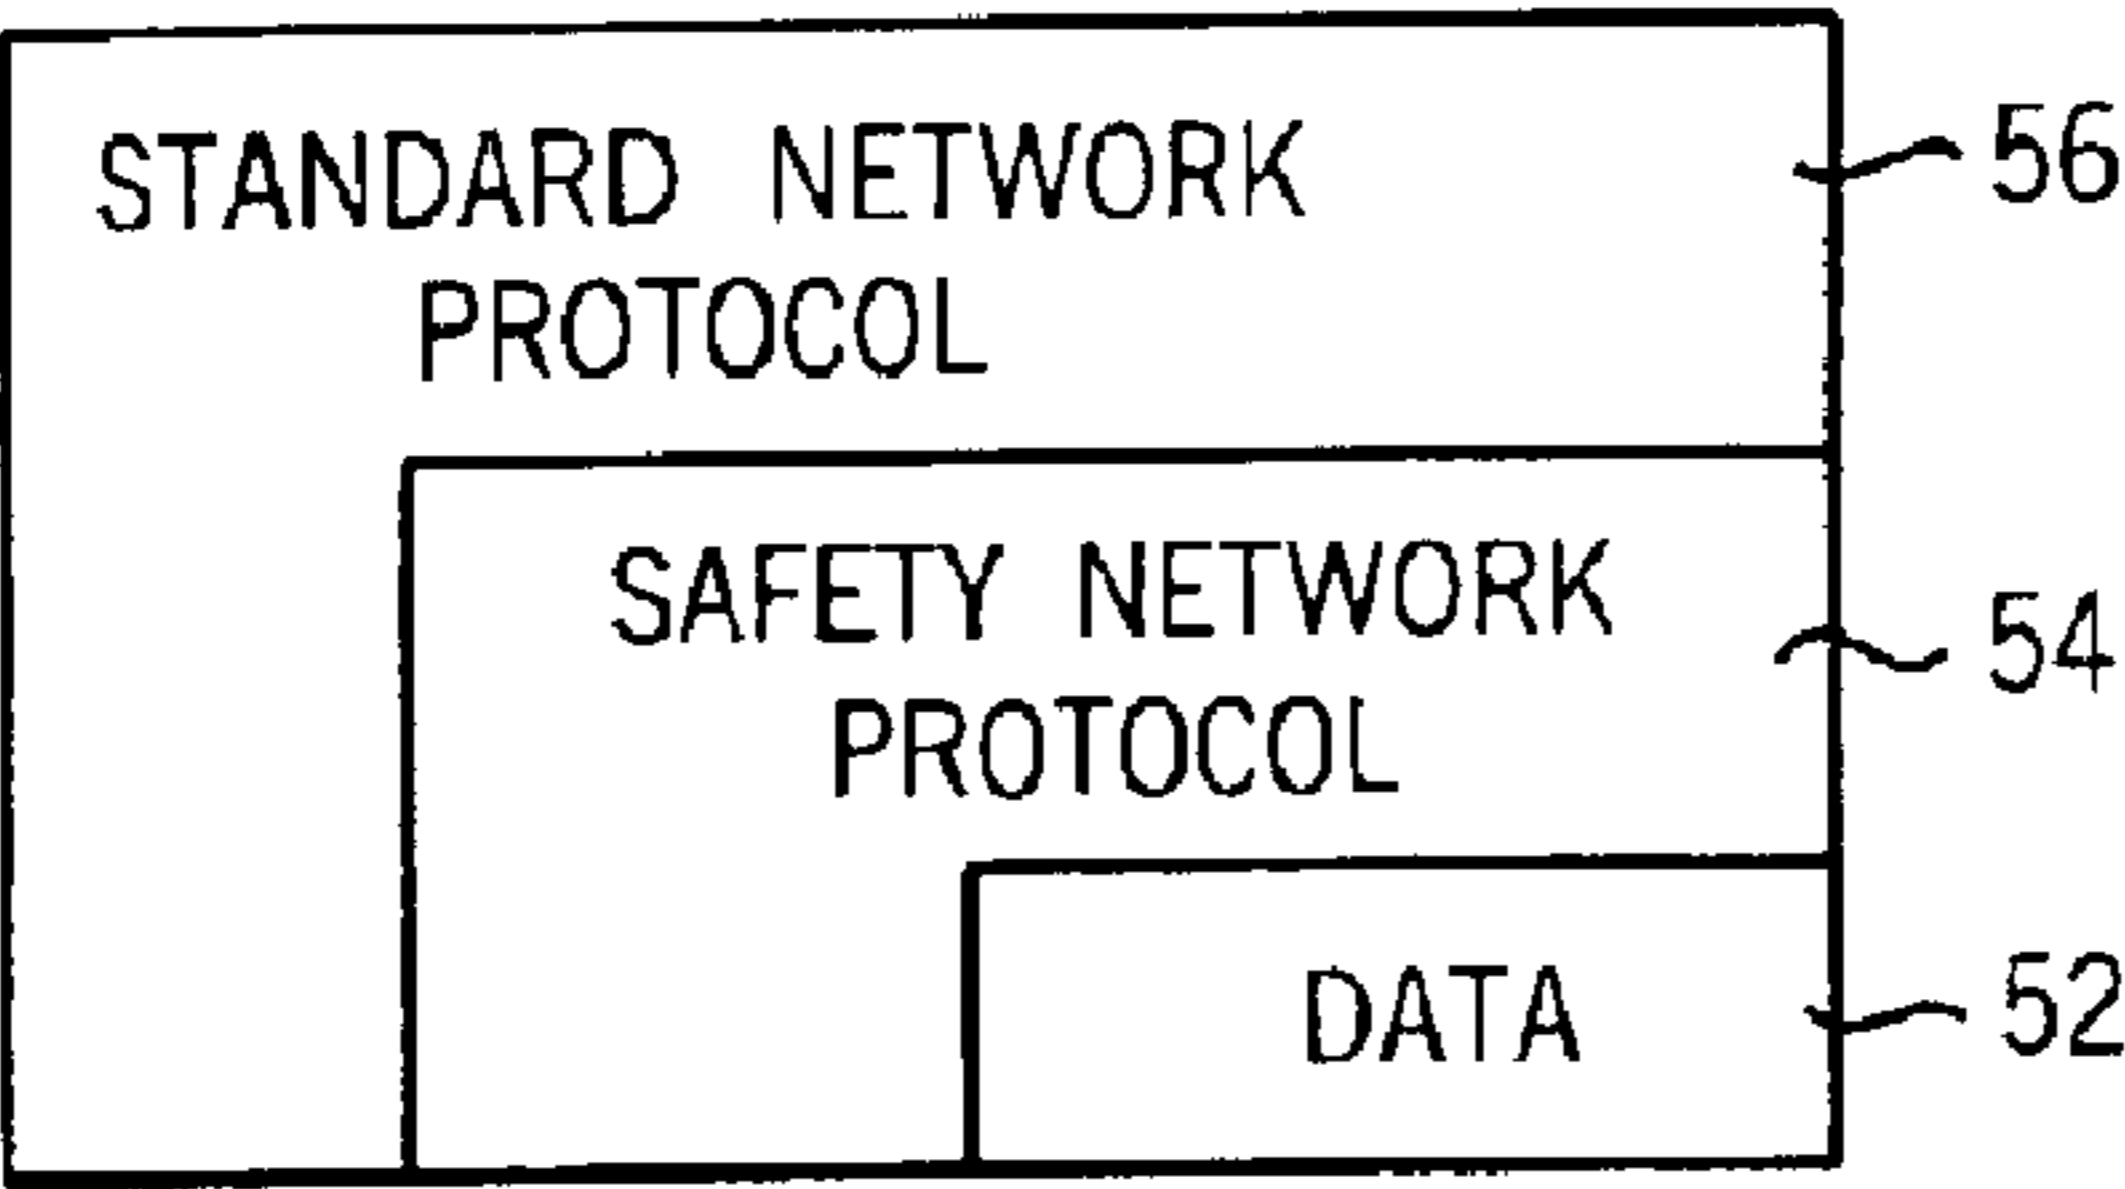 STANDARD NETWORK
PROTOCOL
56
SAFETY NETWORK
PROTOCOL
54
DATA
52